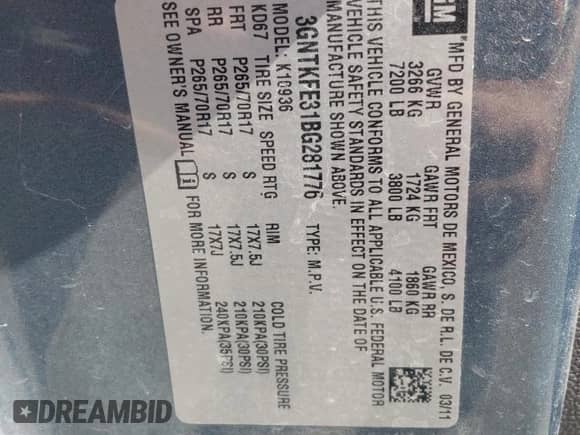 GM
MFD BY GENERAL MOTORS DE MEXICO, S. DE R.L. DE C.V. 03/11
GVWR GAWR FRT GAWR RR
3266 KG 1724 KG 1860 KG
7200 LB 3800 LB 4100 LB
THIS VEHICLE CONFORMS TO ALL APPLICABLE U.S. FEDERAL MOTOR
VEHICLE SAFETY STANDARDS IN EFFECT ON THE DATE OF
MANUFACTURE SHOWN ABOVE.
3GNTKFE31BG281776 TYPE: M.P.V.
K10936
KD67 TIRE SIZE SPEED RTG RIM COLD TIRE PRESSURE
FRT P265/70R17 S 17X7.5J 210KPA(30PSI)
RR P265/70R17 S 17X7.5J 210KPA(30PSI)
SPA P265/70R17 S 17X7J 240KPA(35PSI)
SEE OWNER'S MANUAL FOR MORE INFORMATION.
DREAMBID